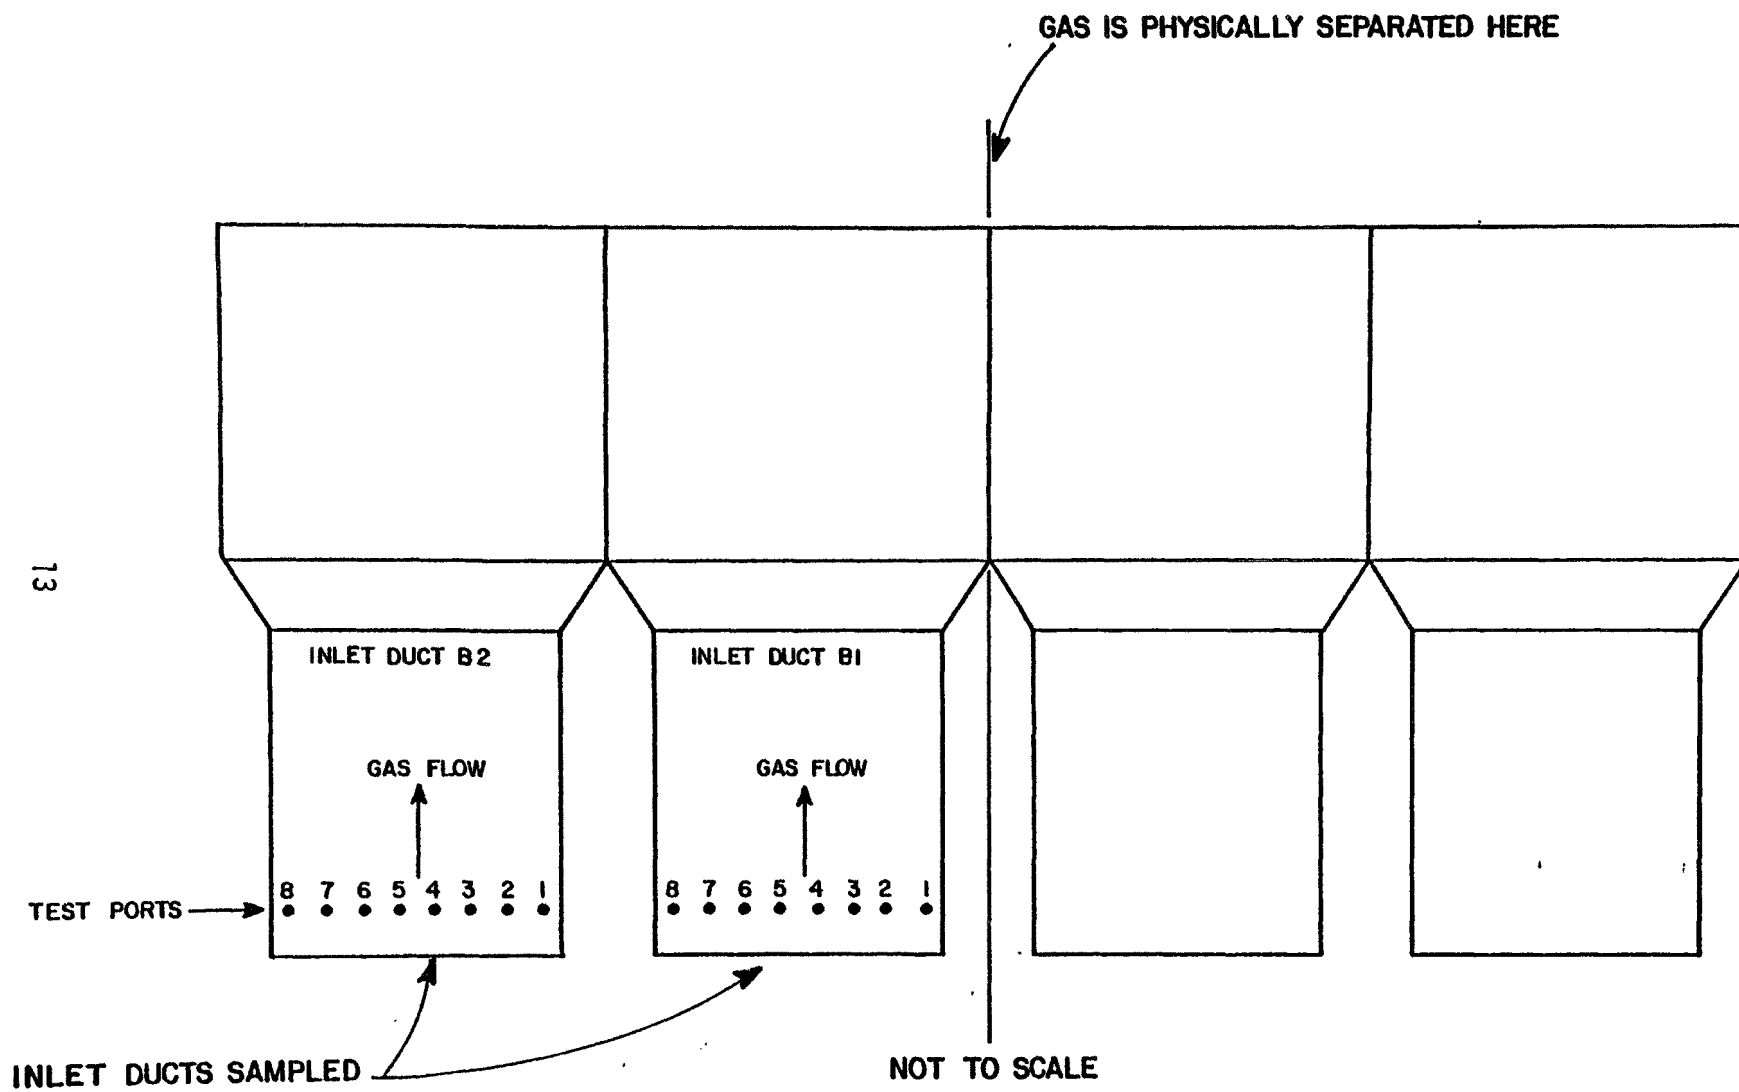 GAS IS PHYSICALLY SEPARATED HERE
13
INLET DUCT B2
INLET DUCT B1
GAS FLOW
GAS FLOW
8 7 6 5 4 3 2 1
8 7 6 5 4 3 2 1
TEST PORTS
INLET DUCTS SAMPLED
NOT TO SCALE